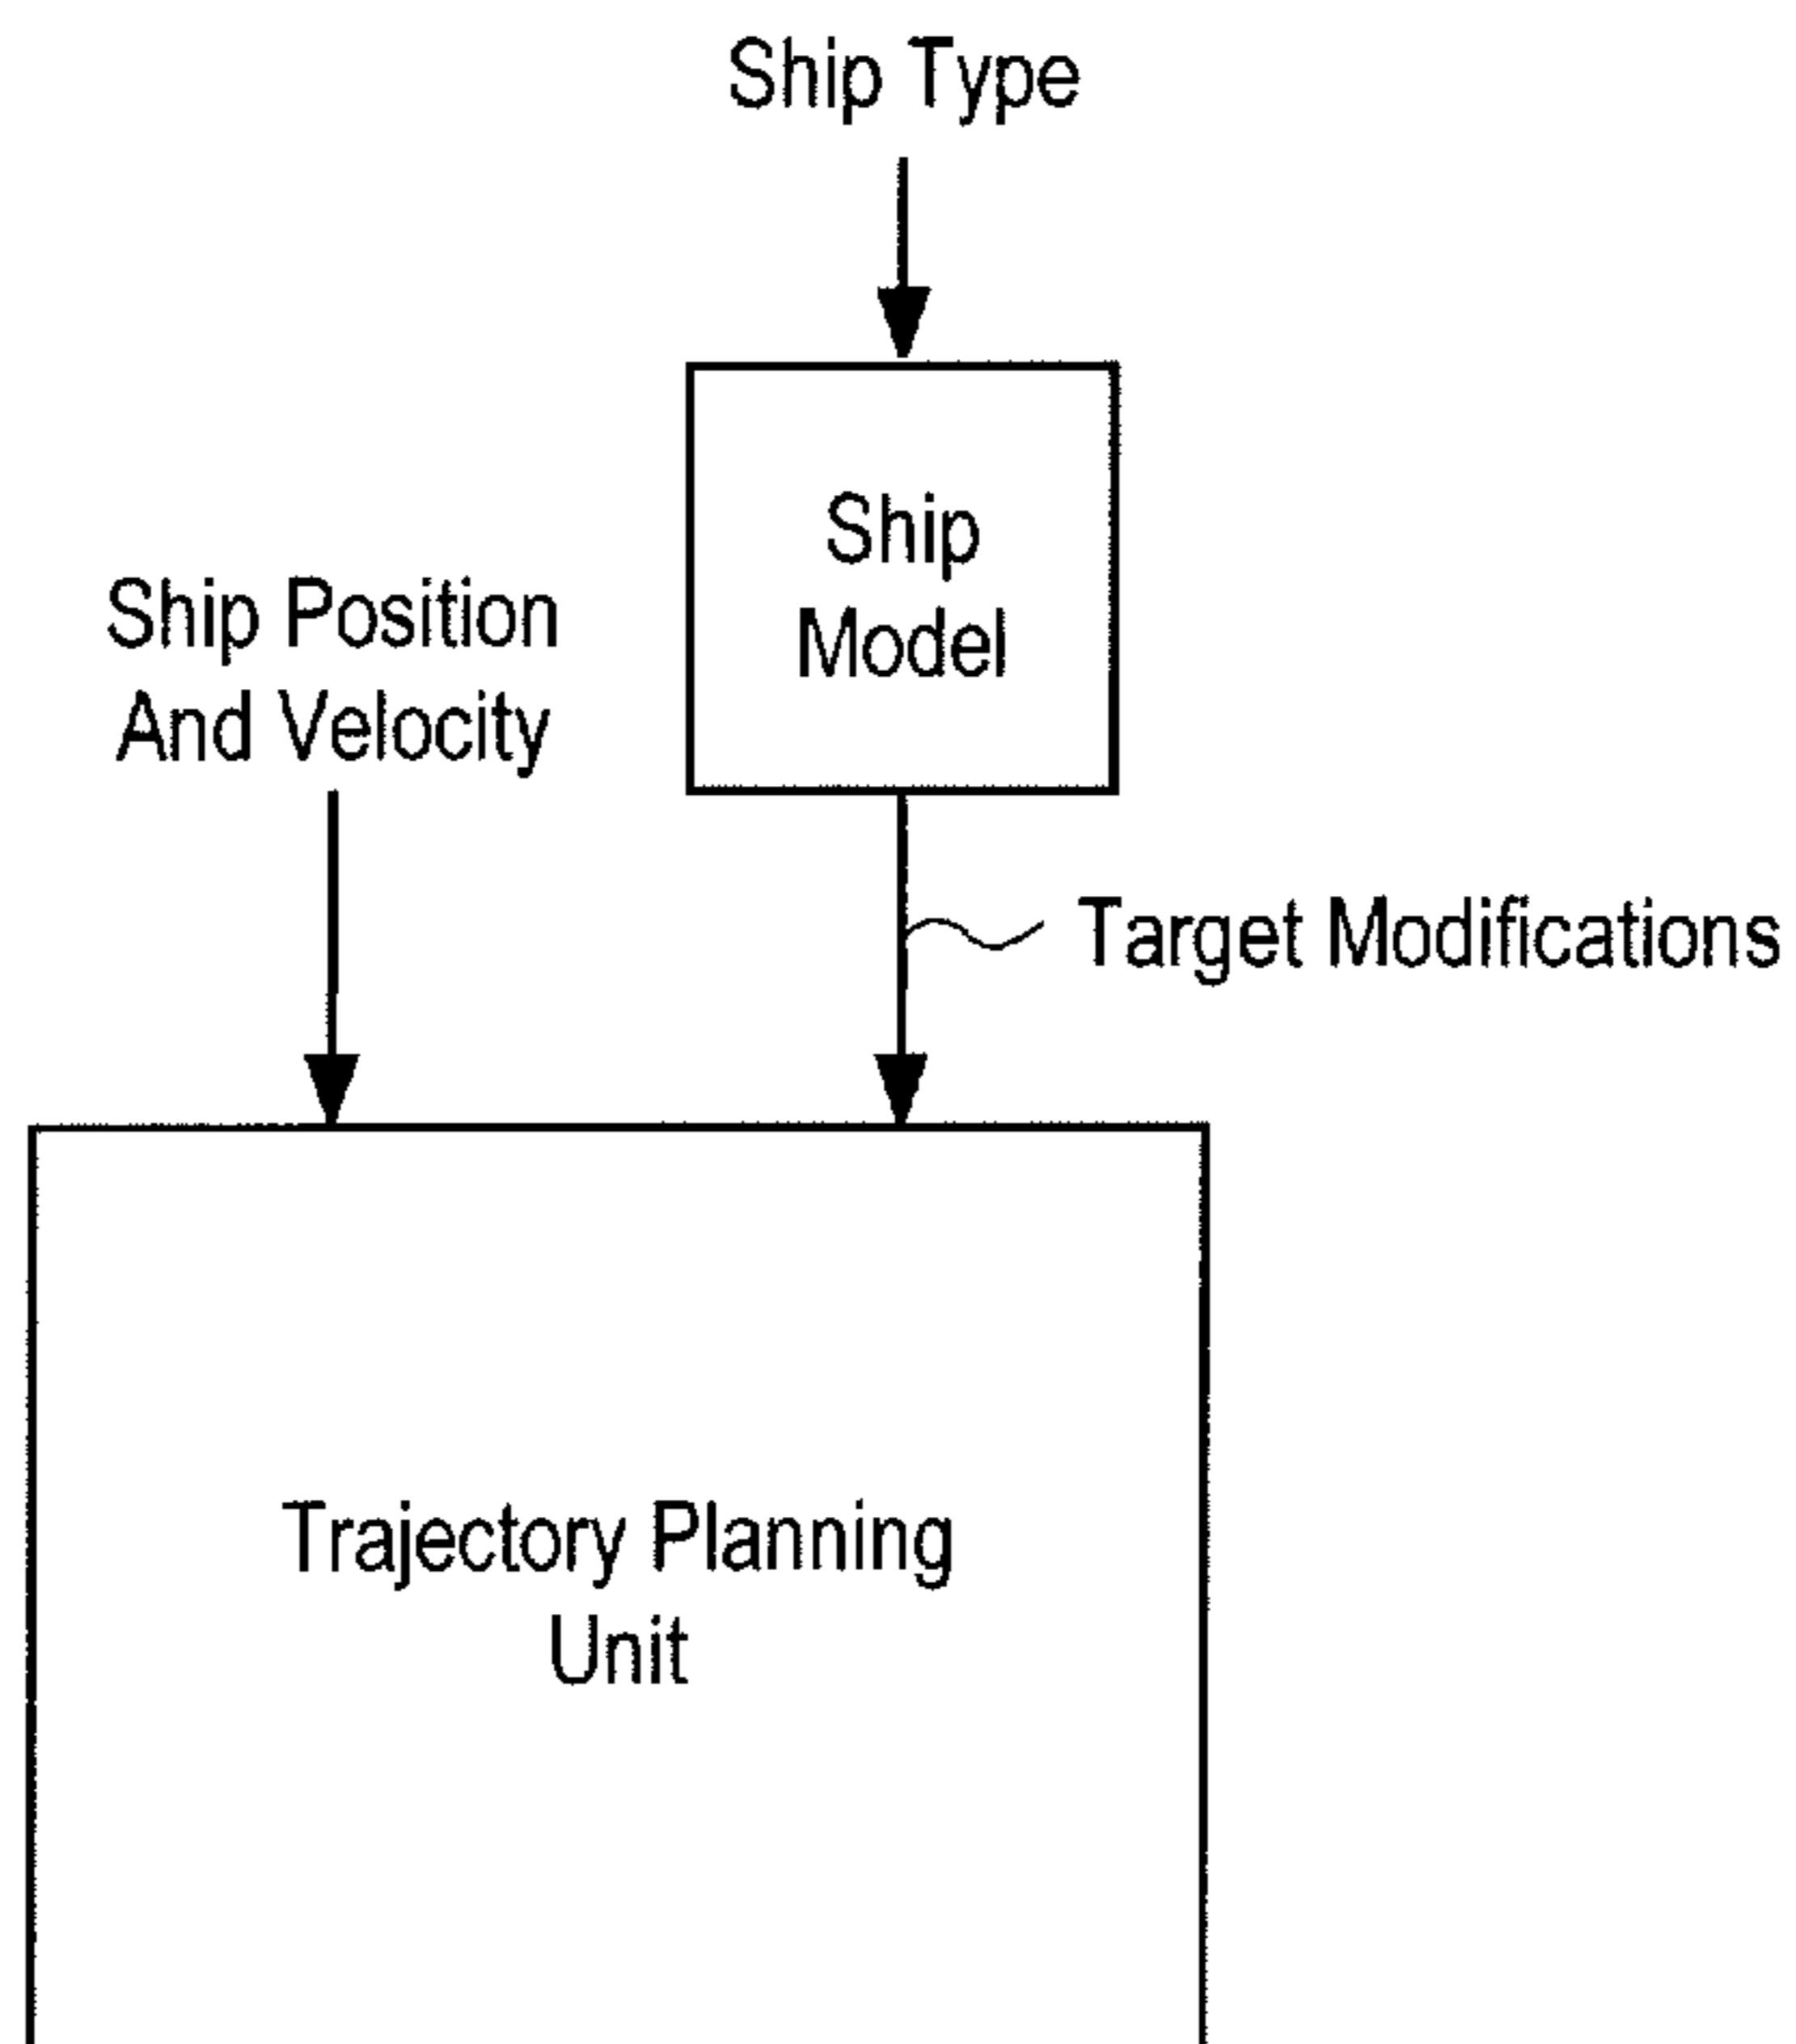 Ship Type
Ship
Model
Ship Position
And Velocity
Target Modifications
Trajectory Planning
Unit